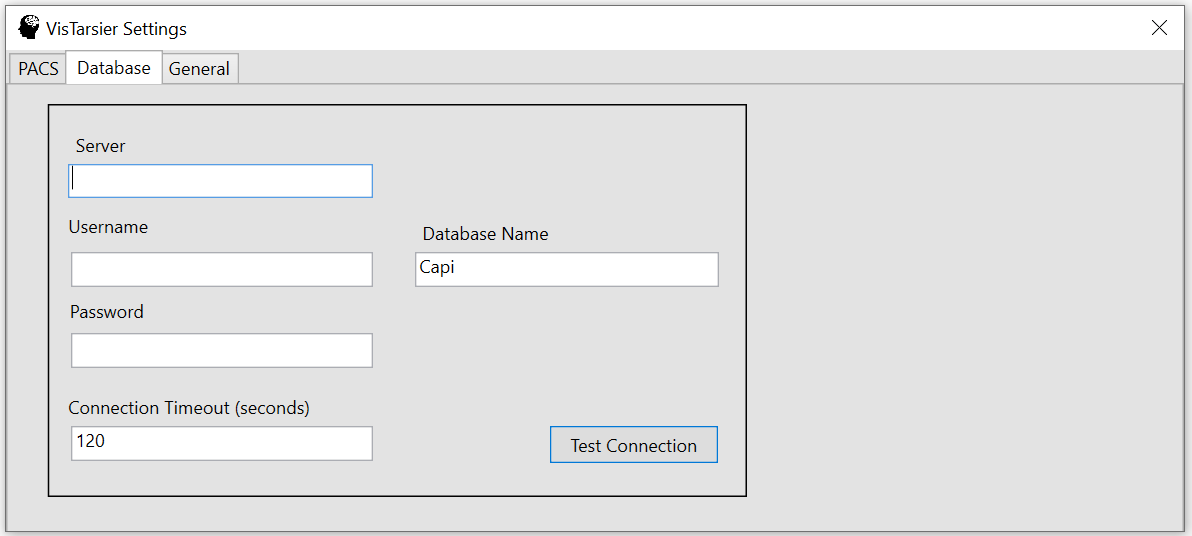 VisTarsier Settings
PACS Database General
Server
Username
Database Name
Capi
Password
Connection Timeout (seconds)
120
Test Connection